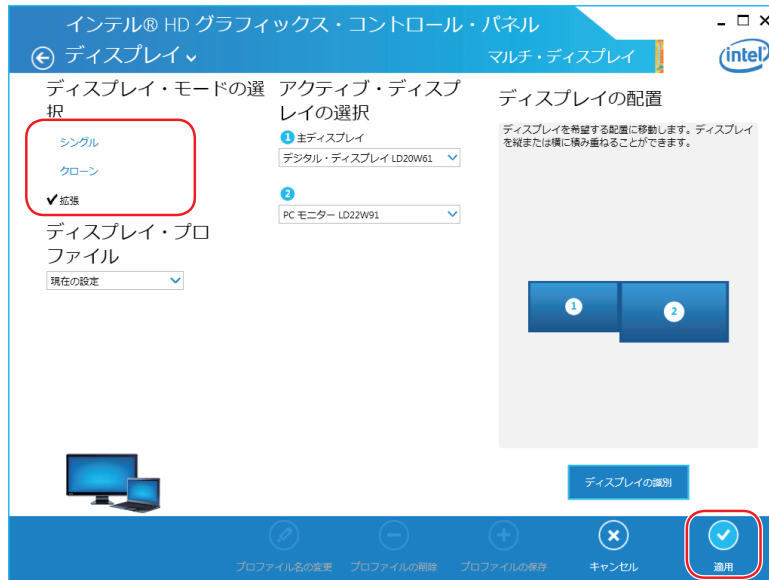 インテル® HD グラフィックス・コントロール・パネル
ディスプレイ
マルチ・ディスプレイ
intel
ディスプレイ・モードの選
択
シングル
クローン
拡張
ディスプレイ・プロ
ファイル
現在の設定
アクティブ・ディスプ
レイの選択
1 主ディスプレイ
デジタル・ディスプレイ LD20W61
2
PC モニター LD22W91
ディスプレイの配置
ディスプレイを希望する配置に移動します。ディスプレイ
を縦または横に積み重ねることができます。
1
2
ディスプレイの識別
プロファイル名の変更
プロファイルの削除
プロファイルの保存
キャンセル
適用